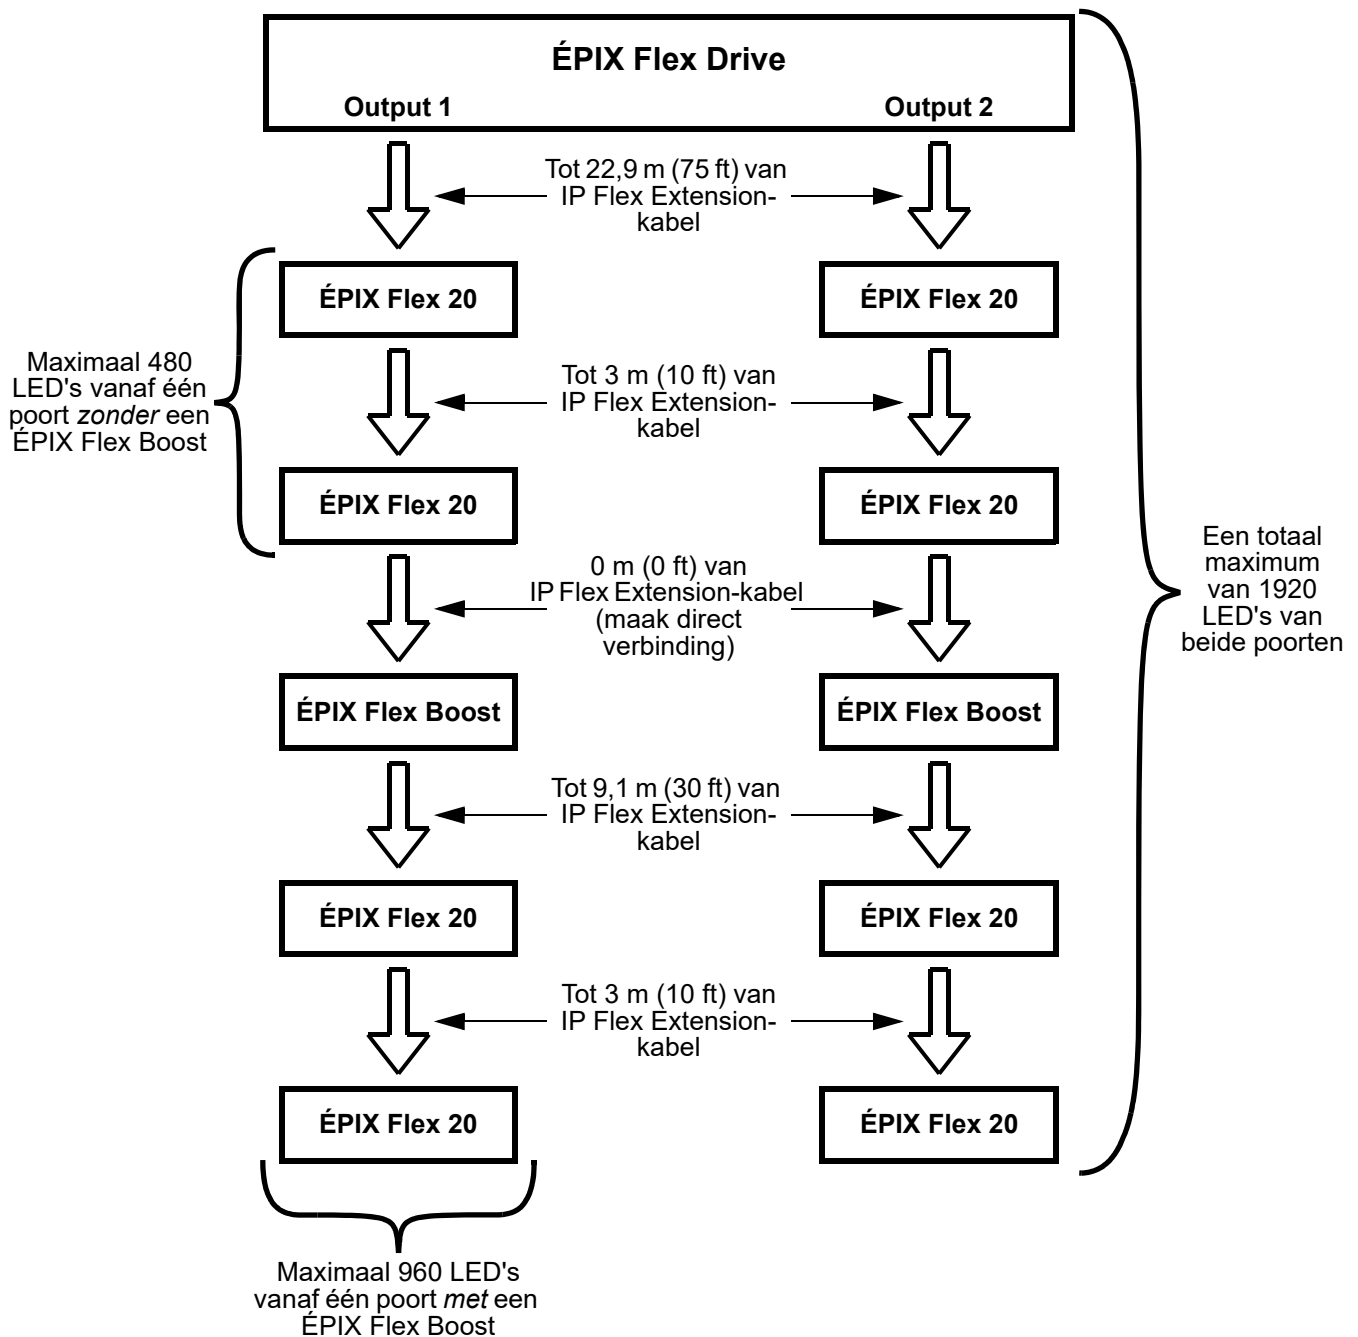 ÉPIX Flex Drive
Output 1
Output 2
Tot 22,9 m (75 ft) van
IP Flex Extension-
kabel
ÉPIX Flex 20
ÉPIX Flex 20
Maximaal 480
LED's vanaf één
poort zonder een
ÉPIX Flex Boost
Tot 3 m (10 ft) van
IP Flex Extension-
kabel
ÉPIX Flex 20
ÉPIX Flex 20
Een totaal
maximum
van 1920
LED's van
beide poorten
0 m (0 ft) van
IP Flex Extension-kabel
(maak direct
verbinding)
ÉPIX Flex Boost
ÉPIX Flex Boost
Tot 9,1 m (30 ft) van
IP Flex Extension-
kabel
ÉPIX Flex 20
ÉPIX Flex 20
Tot 3 m (10 ft) van
IP Flex Extension-
kabel
ÉPIX Flex 20
ÉPIX Flex 20
Maximaal 960 LED's
vanaf één poort met een
ÉPIX Flex Boost